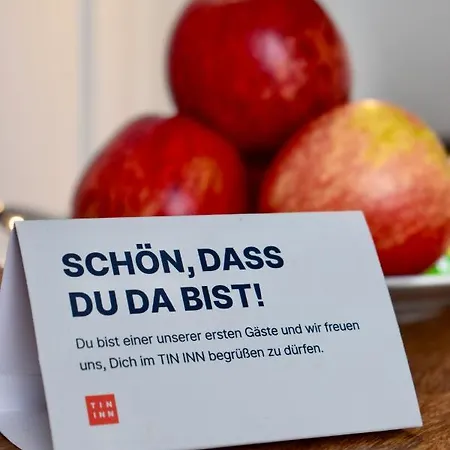 SCHÖN, DASS
DU DA BIST!
Du bist einer unserer ersten Gäste und wir freuen
uns, Dich im TIN INN begrüßen zu dürfen.
TIN
INN